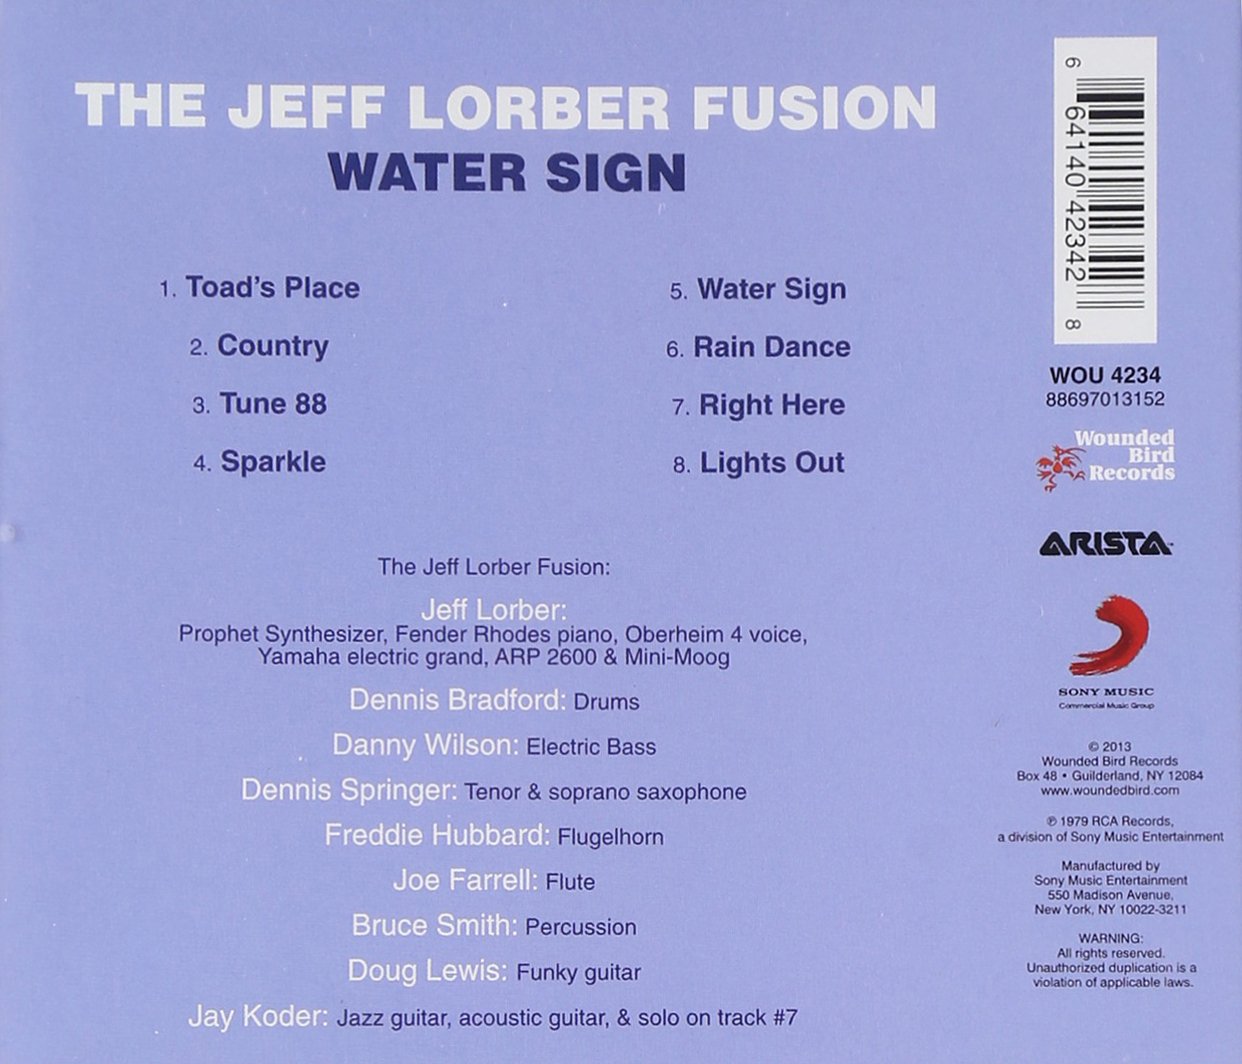 THE JEFF LORBER FUSION
WATER SIGN
1. Toad's Place
2. Country
3. Tune 88
4. Sparkle
5. Water Sign
6. Rain Dance
7. Right Here
8. Lights Out
The Jeff Lorber Fusion:
Jeff Lorber:
Prophet Synthesizer, Fender Rhodes piano, Oberheim 4 voice,
Yamaha electric grand, ARP 2600 & Mini-Moog
Dennis Bradford: Drums
Danny Wilson: Electric Bass
Dennis Springer: Tenor & soprano saxophone
Freddie Hubbard: Flugelhorn
Joe Farrell: Flute
Bruce Smith: Percussion
Doug Lewis: Funky guitar
Jay Koder: Jazz guitar, acoustic guitar, & solo on track #7
6 64140 42342 8
WOU 4234
88697013152
Wounded
Bird
Records
ARISTA™
SONY MUSIC
Commercial Music Group
© 2013
Wounded Bird Records
Box 48 • Guilderland, NY 12084
www.woundedbird.com
℗ 1979 RCA Records,
a division of Sony Music Entertainment
Manufactured by
Sony Music Entertainment
550 Madison Avenue,
New York, NY 10022-3211
WARNING:
All rights reserved.
Unauthorized duplication is a
violation of applicable laws.